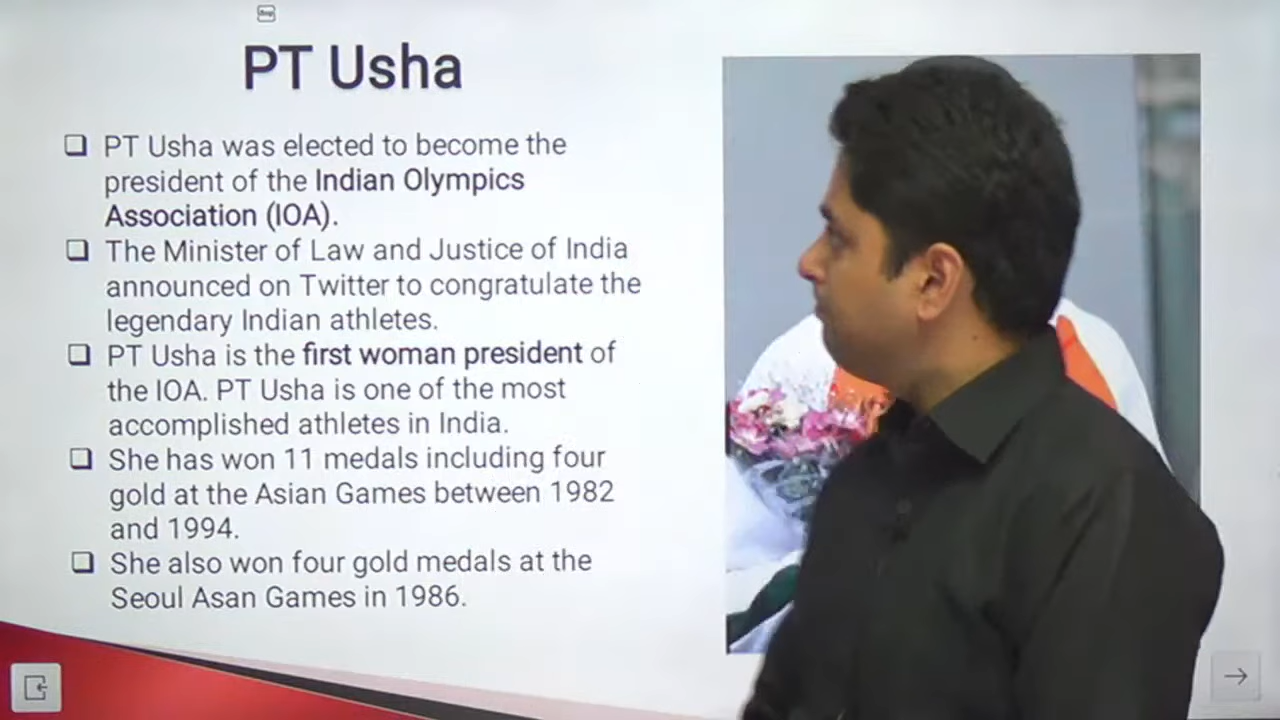 PT Usha
❑ PT Usha was elected to become the
president of the Indian Olympics
Association (IOA).
❑ The Minister of Law and Justice of India
announced on Twitter to congratulate the
legendary Indian athletes.
❑ PT Usha is the first woman president of
the IOA. PT Usha is one of the most
accomplished athletes in India.
❑ She has won 11 medals including four
gold at the Asian Games between 1982
and 1994.
❑ She also won four gold medals at the
Seoul Asan Games in 1986.